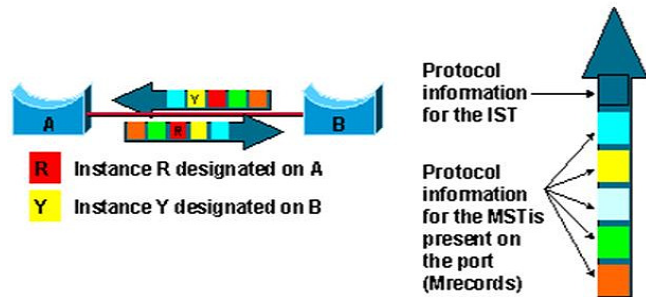 Y
A
B
R
R Instance R designated on A
Y Instance Y designated on B
Protocol
information
for the IST
Protocol
information
for the MSTis
present on
the port
(Mrecords)